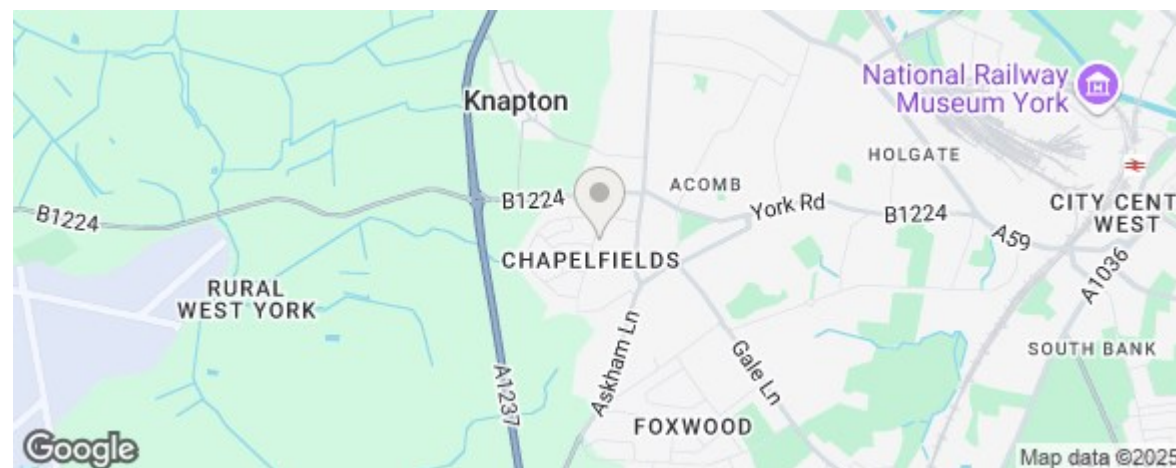 National Railway
Museum York
Knapton
HOLGATE
ACOMB
B1224
B1224
York Rd
B1224
CITY CENT
WEST
A59
CHAPELFIELDS
A1036
RURAL
WEST YORK
Askham Ln
Gale Ln
SOUTH BANK
A1237
FOXWOOD
Google
Map data ©2025